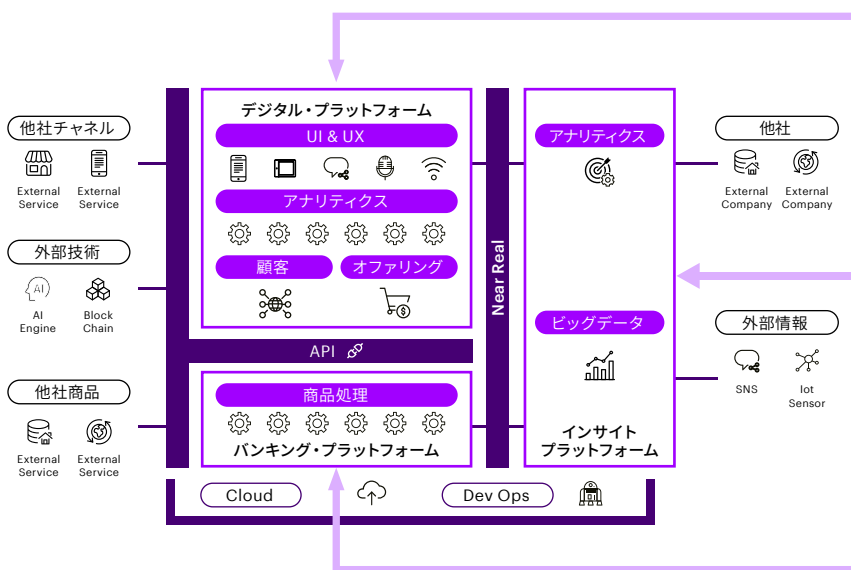 他社チャネル
External
Service
External
Service
外部技術
AI
AI
Engine
Block
Chain
他社商品
External
Service
External
Service
デジタル・プラットフォーム
UI & UX
アナリティクス
顧客
オファリング
$
API
商品処理
バンキング・プラットフォーム
Near Real
アナリティクス
ビッグデータ
インサイト
プラットフォーム
他社
External
Company
External
Company
外部情報
SNS
Iot
Sensor
Cloud
Dev Ops